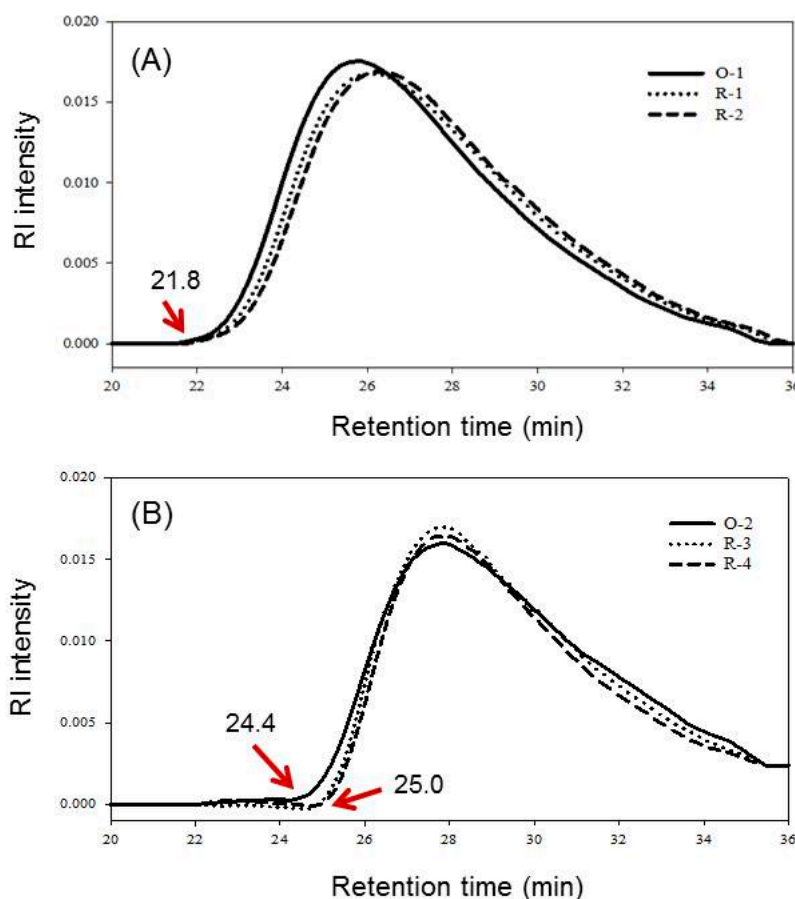 (A)
O-1
R-1
R-2
RI intensity
0.020
0.015
0.010
0.005
0.000
21.8
20 22 24 26 28 30 32 34 36
Retention time (min)
(B)
O-2
R-3
R-4
RI intensity
0.020
0.015
0.010
0.005
0.000
24.4
25.0
20 22 24 26 28 30 32 34 36
Retention time (min)